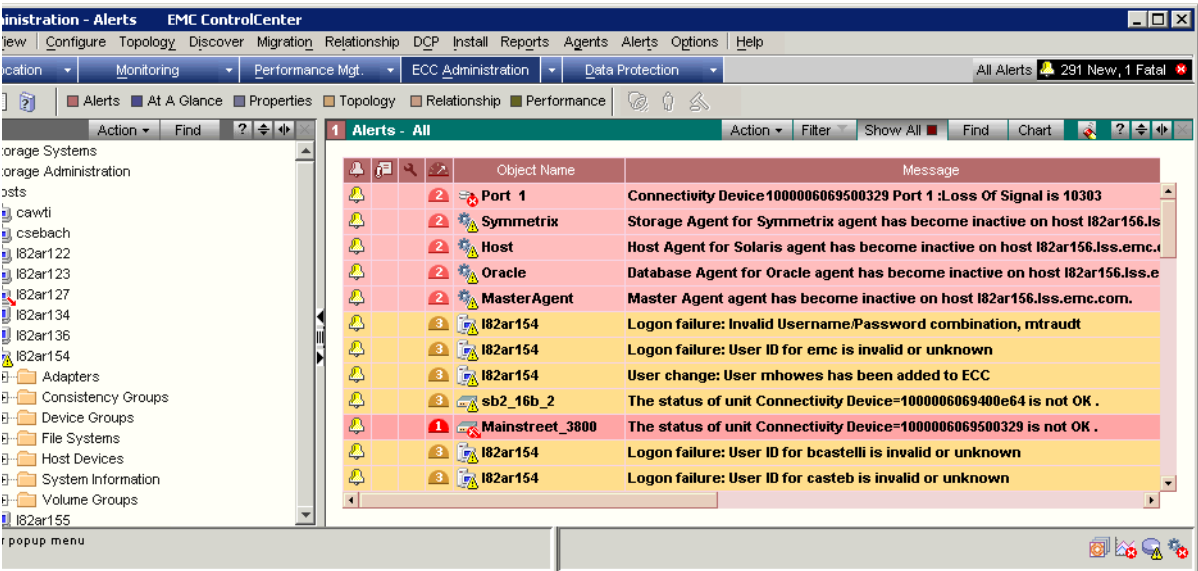 inistration - Alerts EMC ControlCenter
iew Configure Topology Discover Migration Relationship DCP Install Reports Agents Alerts Options Help
ocation Monitoring Performance Mgt. ECC Administration Data Protection All Alerts 291 New, 1 Fatal
Alerts At A Glance Properties Topology Relationship Performance
Action Find ? 1 Alerts - All Action Filter Show All Find Chart ?
torage Systems
torage Administration
osts
cawti
csebach
l82ar122
l82ar123
l82ar127
l82ar134
l82ar136
l82ar154
Adapters
Consistency Groups
Device Groups
File Systems
Host Devices
System Information
Volume Groups
l82ar155
Object Name Message
2 Port 1 Connectivity Device1000006069500329 Port 1 :Loss Of Signal is 10303
2 Symmetrix Storage Agent for Symmetrix agent has become inactive on host l82ar156.ls
2 Host Host Agent for Solaris agent has become inactive on host l82ar156.lss.emc.
2 Oracle Database Agent for Oracle agent has become inactive on host l82ar156.lss.e
2 MasterAgent Master Agent agent has become inactive on host l82ar156.lss.emc.com.
3 l82ar154 Logon failure: Invalid Username/Password combination, mtraudt
3 l82ar154 Logon failure: User ID for emc is invalid or unknown
3 l82ar154 User change: User mhowes has been added to ECC
3 sb2_16b_2 The status of unit Connectivity Device=1000006069400e64 is not OK .
1 Mainstreet_3800 The status of unit Connectivity Device=1000006069500329 is not OK .
3 l82ar154 Logon failure: User ID for bcastelli is invalid or unknown
3 l82ar154 Logon failure: User ID for casteb is invalid or unknown
r popup menu